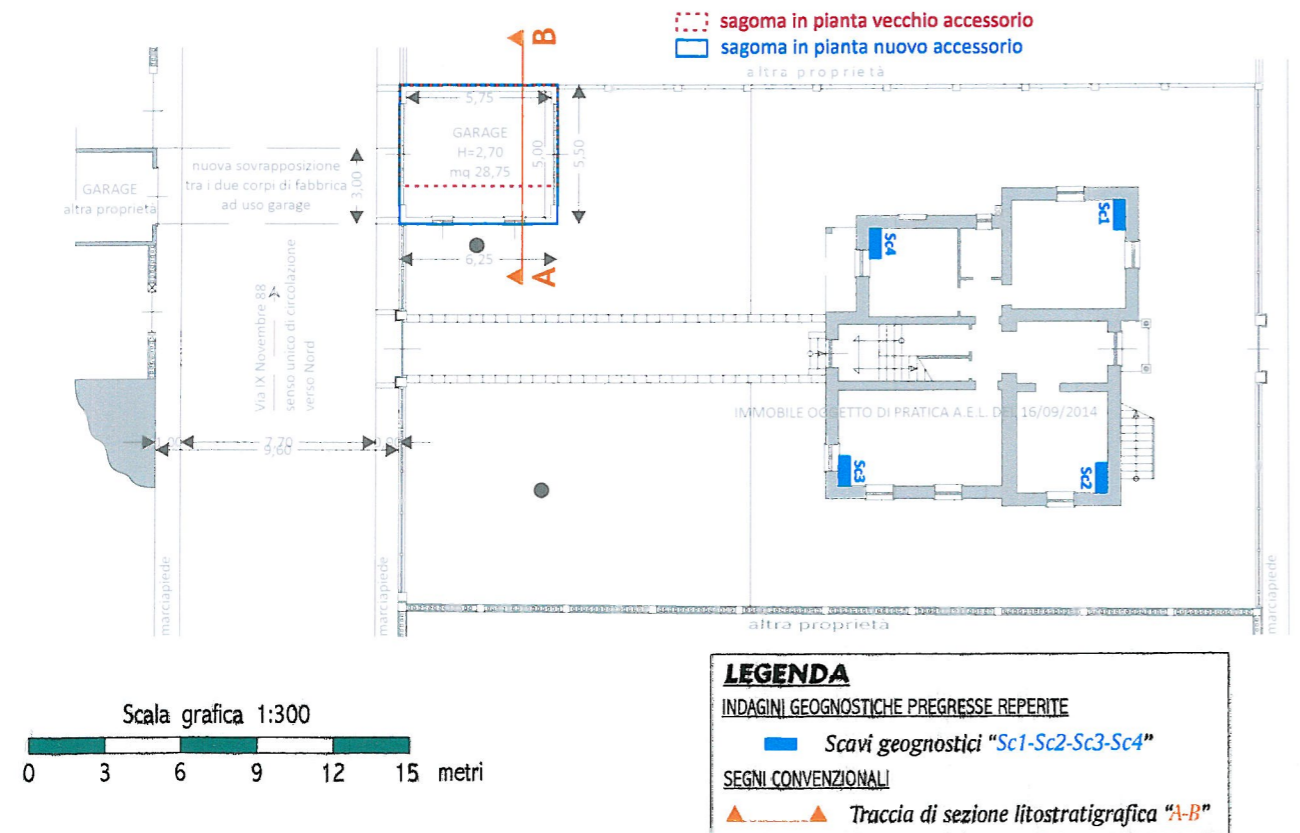 sagoma in pianta vecchio accessorio
sagoma in pianta nuovo accessorio
altra proprietà
B
5,75
GARAGE
H=2,70
mq 28,75
5,00
5,50
nuova sovrapposizione
tra i due corpi di fabbrica
ad uso garage
3,00
GARAGE
altra proprietà
6,25
A
Sc1
Sc4
Via IX Novembre 88
senso unico di circolazione
verso Nord
IMMOBILE OGGETTO DI PRATICA A.E.L. DEL 16/09/2014
1,00
7,70
9,60
Sc3
Sc2
marciapiede
marciapiede
marciapiede
altra proprietà
LEGENDA
INDAGINI GEOGNOSTICHE PREGRESSE REPERITE
Scavi geognostici "Sc1-Sc2-Sc3-Sc4"
SEGNI CONVENZIONALI
Traccia di sezione litostratigrafica "A-B"
Scala grafica 1:300
0 3 6 9 12 15 metri